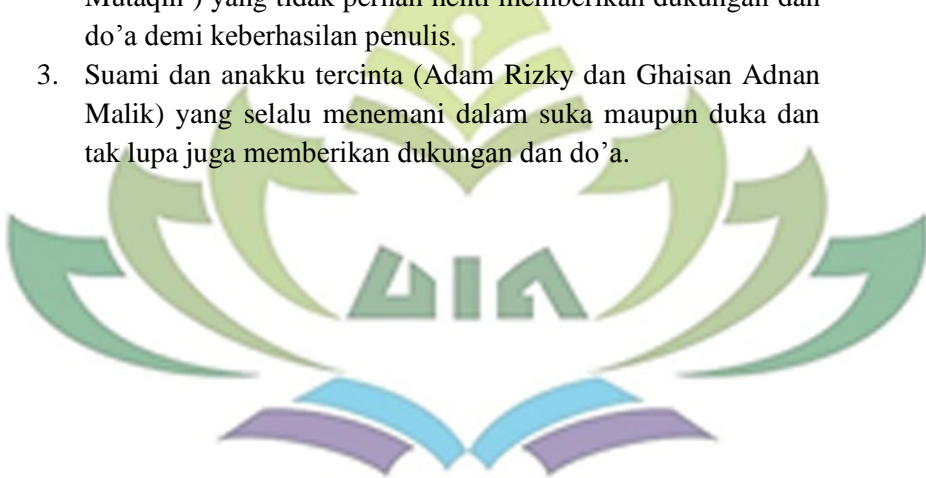 Mutaqin ) yang tidak pernah henti memberikan dukungan dan
do’a demi keberhasilan penulis.
3. Suami dan anakku tercinta (Adam Rizky dan Ghaisan Adnan
Malik) yang selalu menemani dalam suka maupun duka dan
tak lupa juga memberikan dukungan dan do’a.
UIN